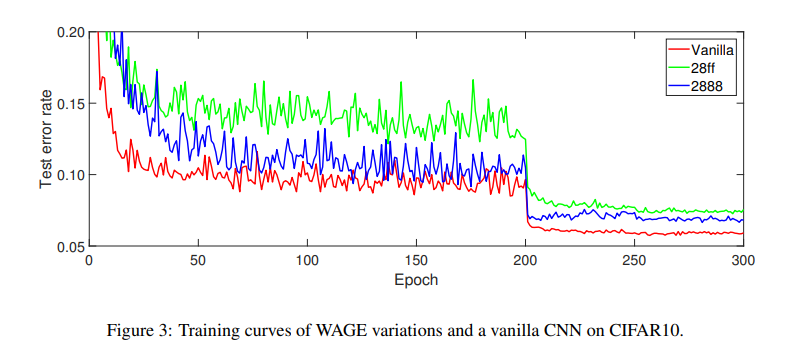 0.20
0.15
0.10
0.05
Test error rate
Vanilla
28ff
2888
0 50 100 150 200 250 300
Epoch
Figure 3: Training curves of WAGE variations and a vanilla CNN on CIFAR10.